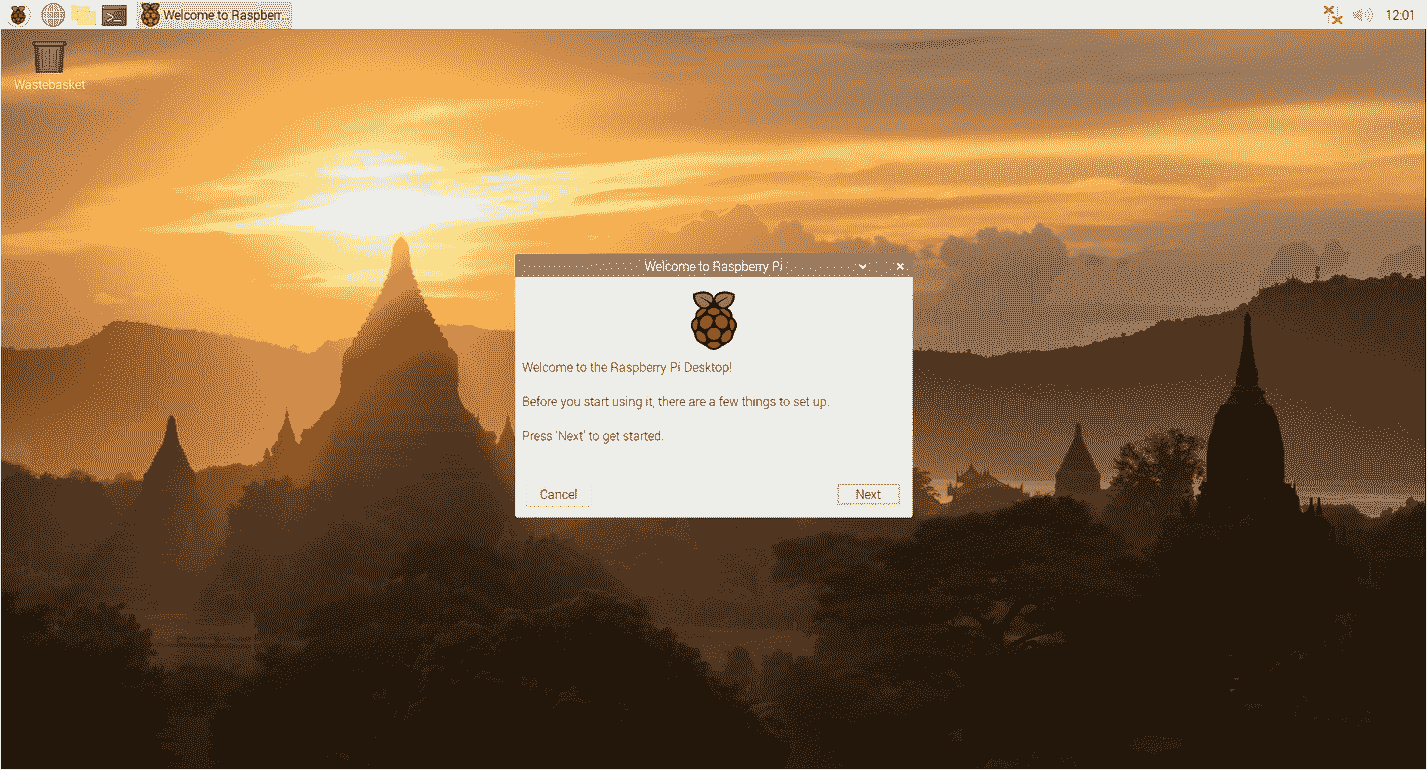 Welcome to Raspberr...
12:01
Wastebasket
Welcome to Raspberry Pi
Welcome to the Raspberry Pi Desktop!
Before you start using it, there are a few things to set up.
Press 'Next' to get started.
Cancel
Next